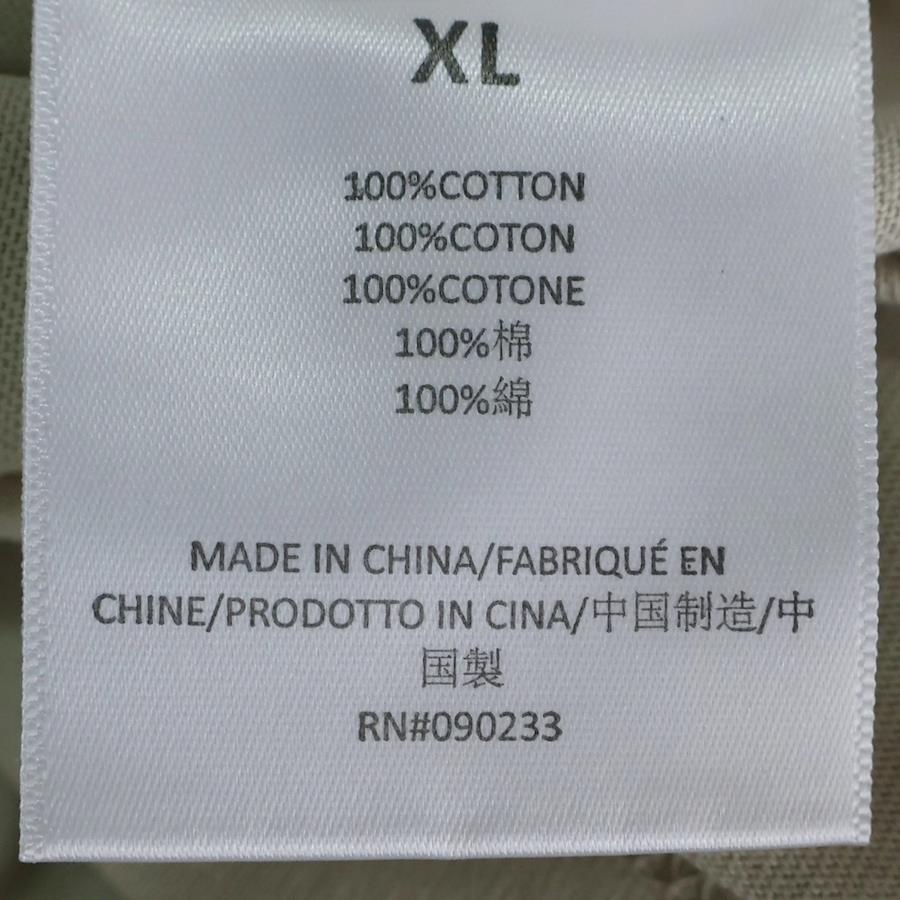 XL
100%COTTON
100%COTON
100%COTONE
100%棉
100%綿
MADE IN CHINA/FABRIQUÉ EN
CHINE/PRODOTTO IN CINA/中国制造/中
国製
RN#090233